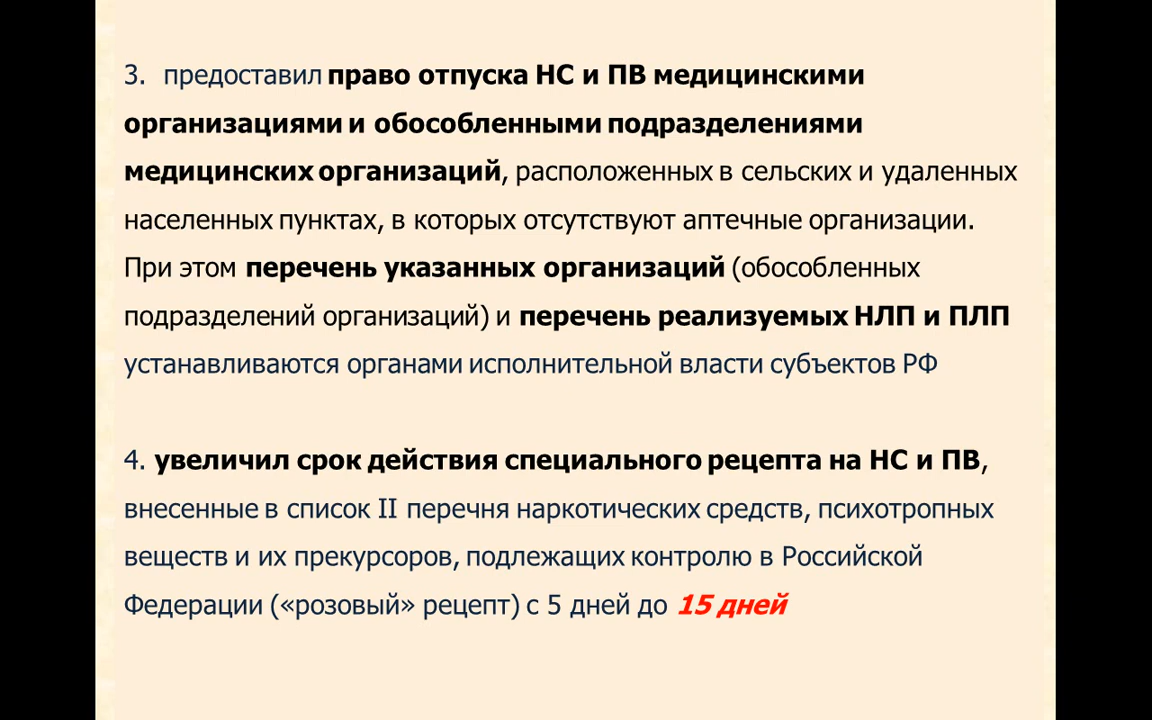 3. предоставил право отпуска НС и ПВ медицинскими
организациями и обособленными подразделениями
медицинских организаций, расположенных в сельских и удаленных
населенных пунктах, в которых отсутствуют аптечные организации.
При этом перечень указанных организаций (обособленных
подразделений организаций) и перечень реализуемых НЛП и ПЛП
устанавливаются органами исполнительной власти субъектов РФ
4. увеличил срок действия специального рецепта на НС и ПВ,
внесенные в список II перечня наркотических средств, психотропных
веществ и их прекурсоров, подлежащих контролю в Российской
Федерации («розовый» рецепт) с 5 дней до 15 дней